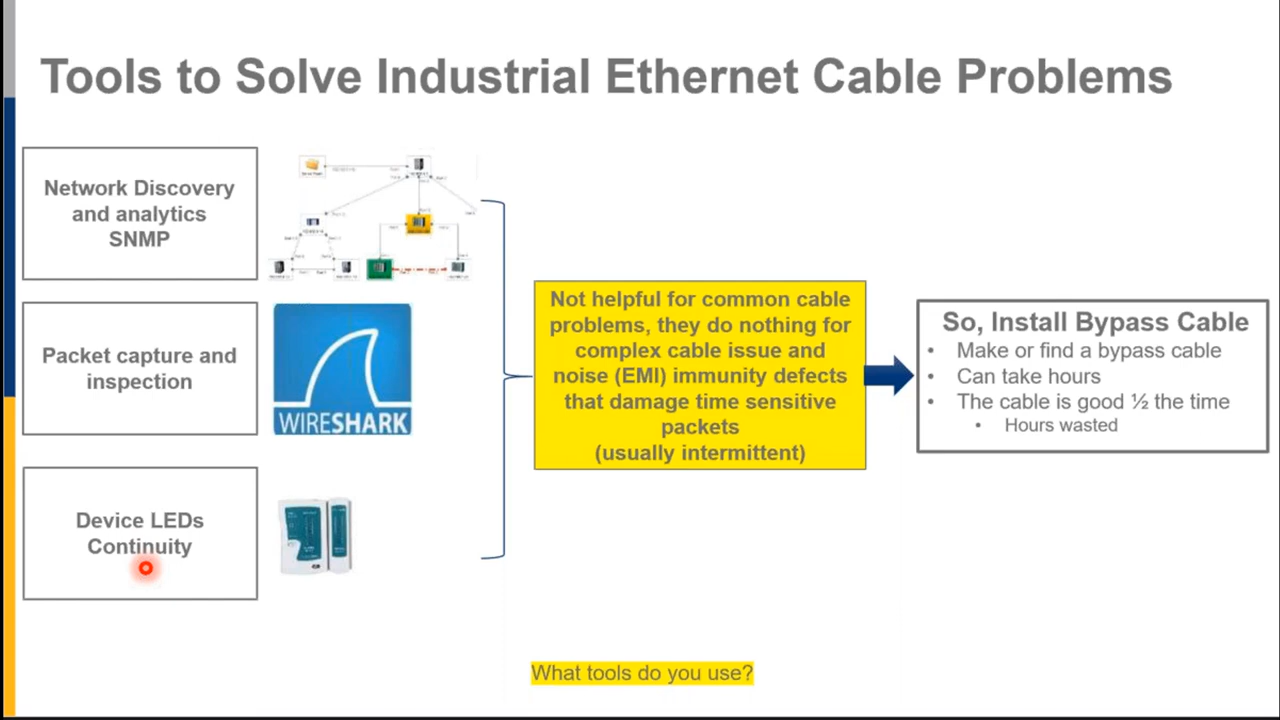 Tools to Solve Industrial Ethernet Cable Problems
Network Discovery
and analytics
SNMP
Packet capture and
inspection
WIRESHARK
Device LEDs
Continuity
Not helpful for common cable
problems, they do nothing for
complex cable issue and
noise (EMI) immunity defects
that damage time sensitive
packets
(usually intermittent)
So, Install Bypass Cable
• Make or find a bypass cable
• Can take hours
• The cable is good ½ the time
• Hours wasted
What tools do you use?